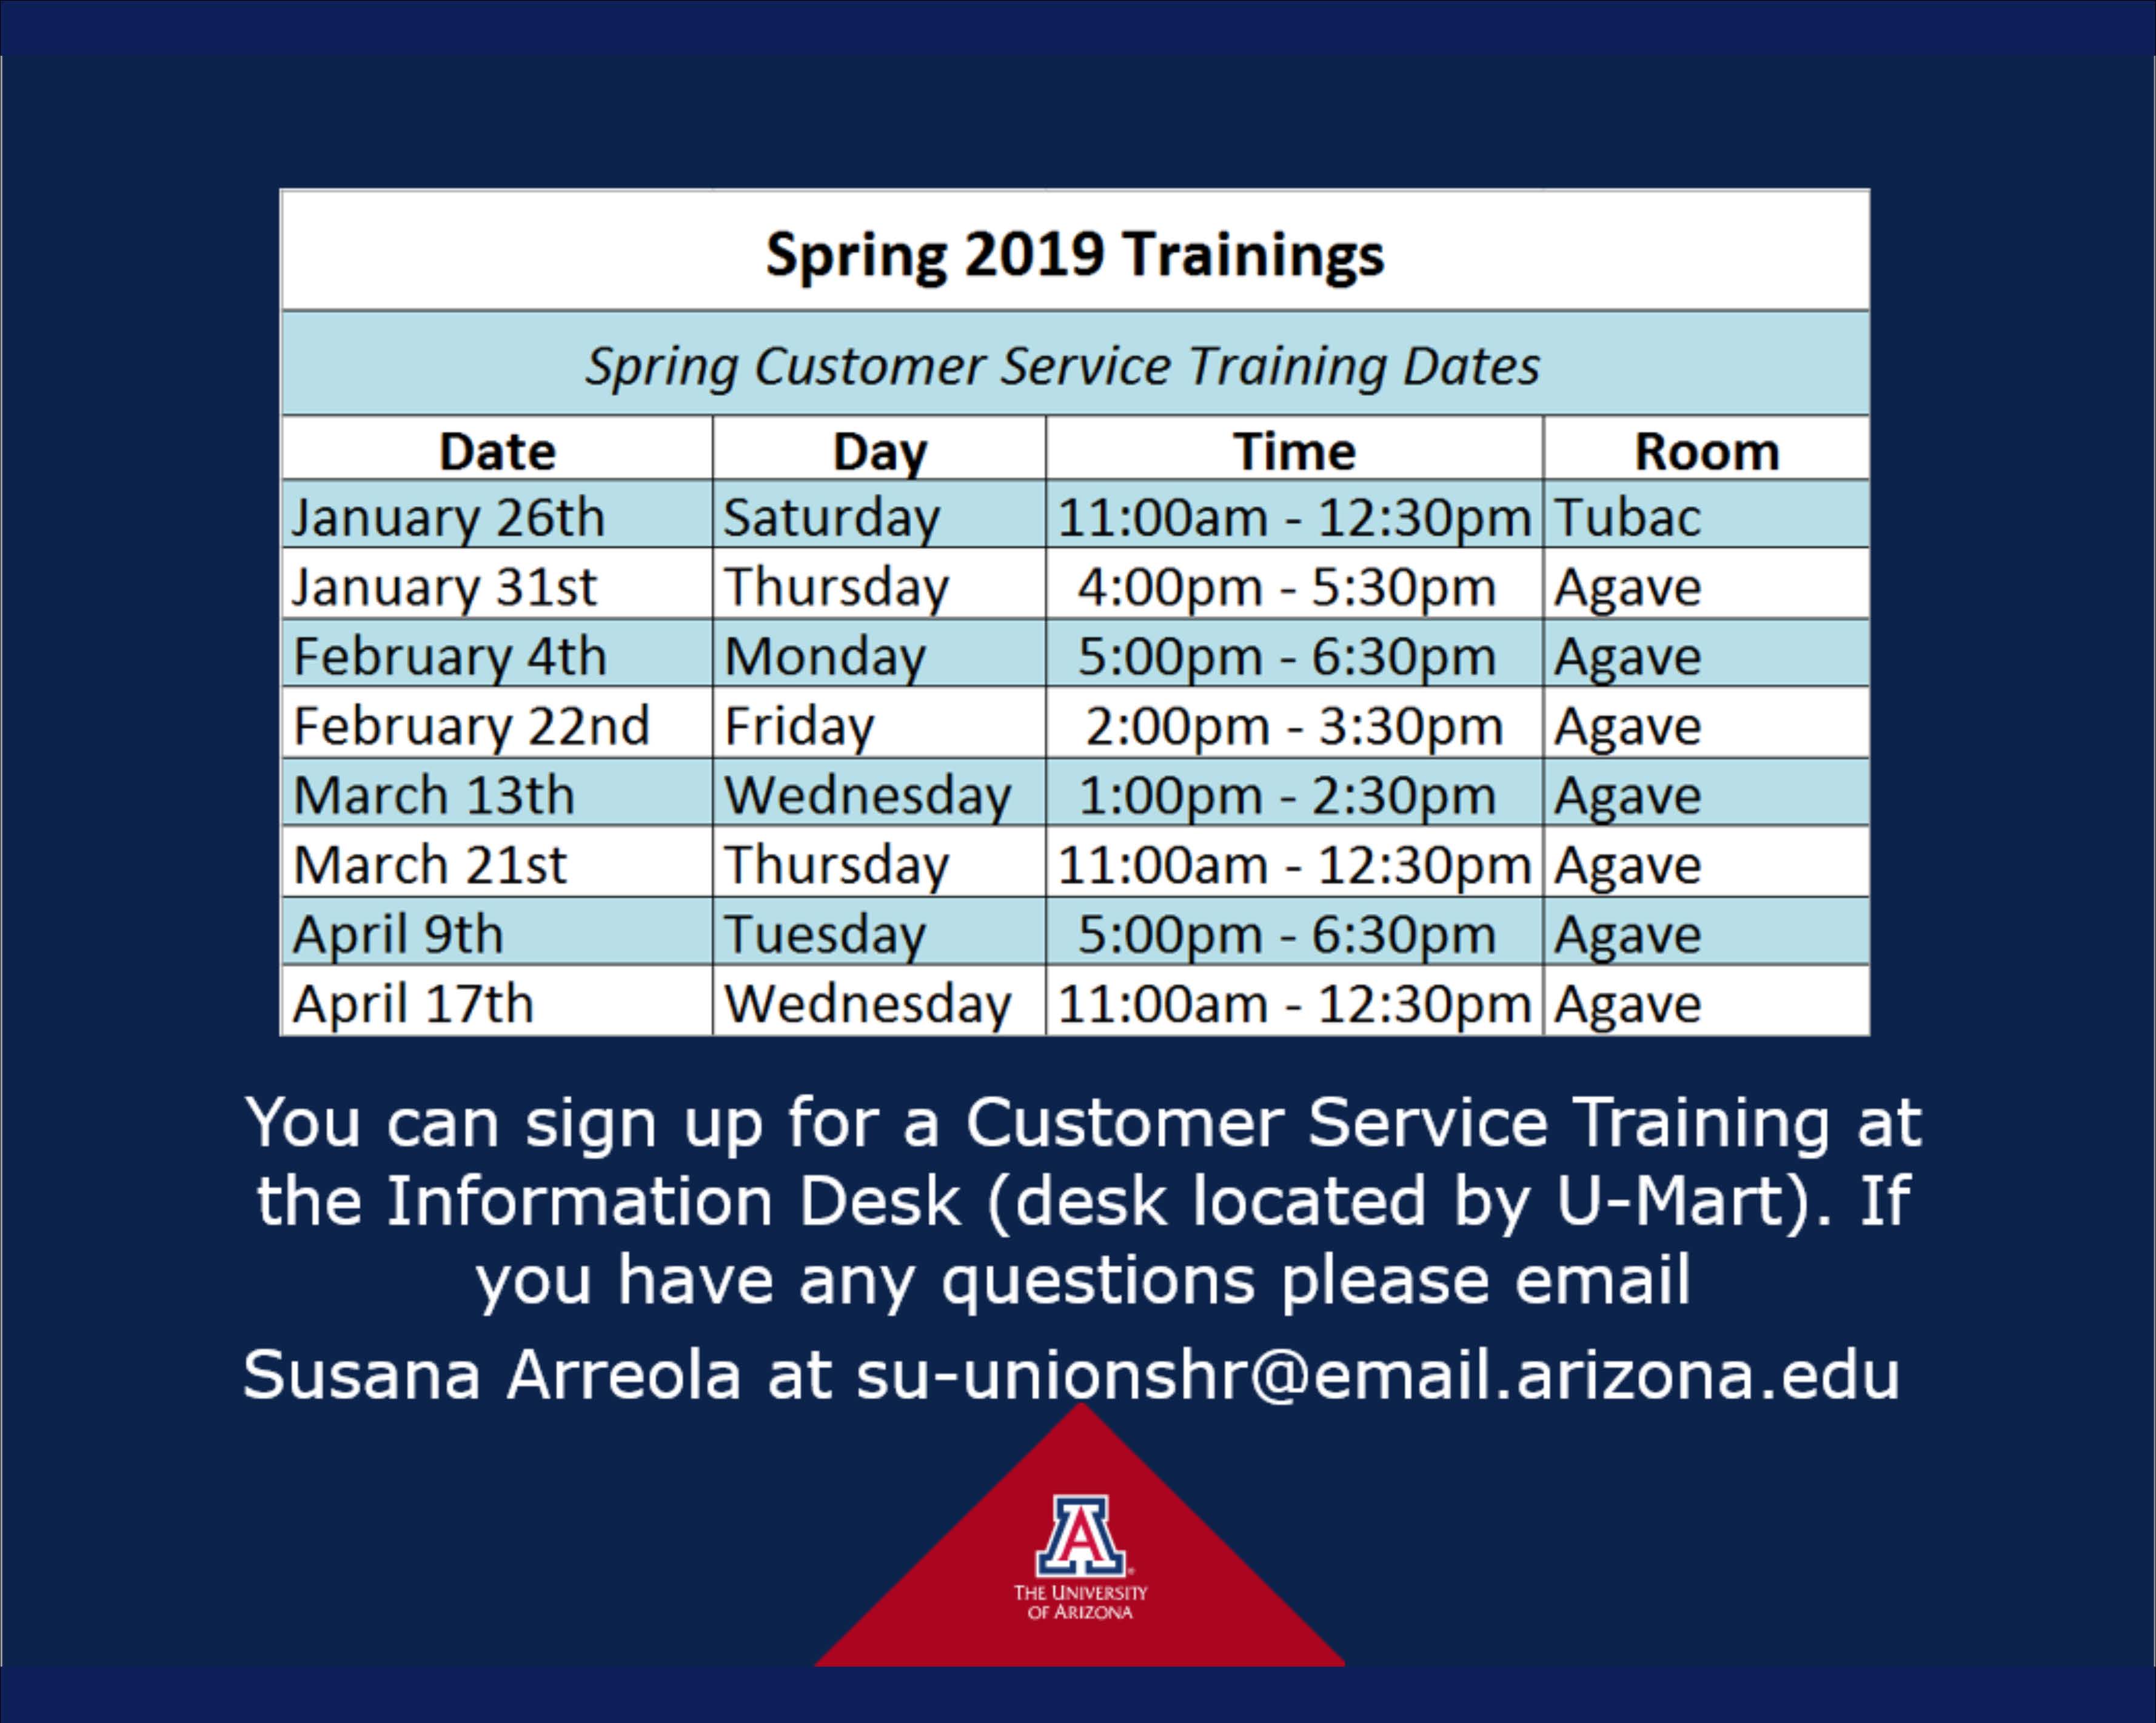 Spring 2019 Trainings
Spring Customer Service Training Dates
Date Day Time Room
January 26th Saturday 11:00am - 12:30pm Tubac
January 31st Thursday 4:00pm - 5:30pm Agave
February 4th Monday 5:00pm - 6:30pm Agave
February 22nd Friday 2:00pm - 3:30pm Agave
March 13th Wednesday 1:00pm - 2:30pm Agave
March 21st Thursday 11:00am - 12:30pm Agave
April 9th Tuesday 5:00pm - 6:30pm Agave
April 17th Wednesday 11:00am - 12:30pm Agave
You can sign up for a Customer Service Training at
the Information Desk (desk located by U-Mart). If
you have any questions please email
Susana Arreola at su-unionshr@email.arizona.edu
A
THE UNIVERSITY
OF ARIZONA